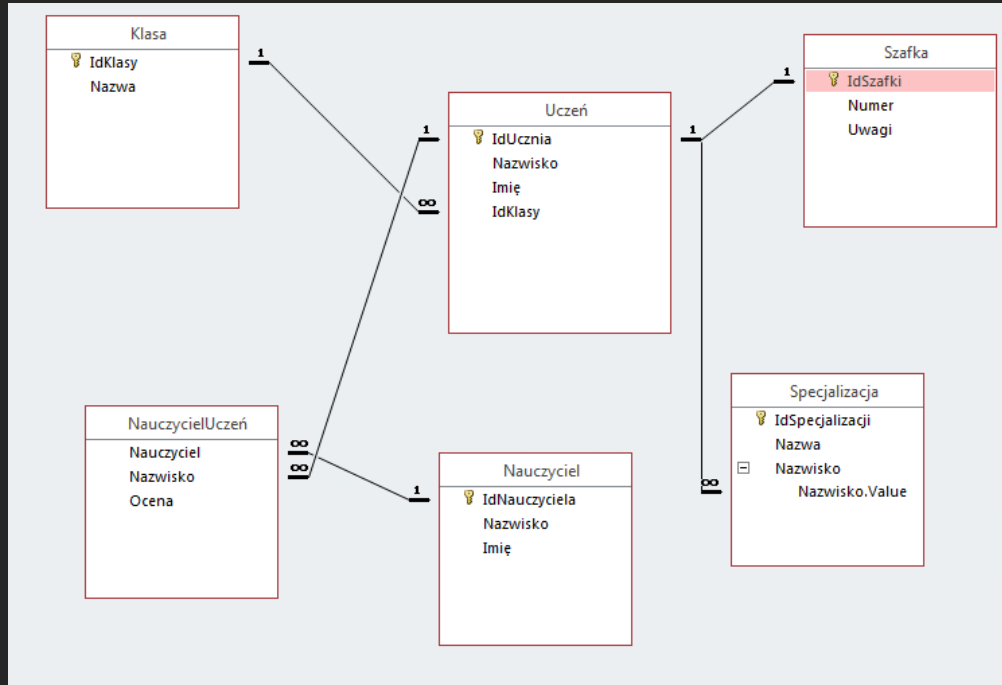 Klasa
IdKlasy
Nazwa
1
∞
Uczeń
IdUcznia
Nazwisko
Imię
IdKlasy
1
1
1
Szafka
IdSzafki
Numer
Uwagi
NauczycielUczeń
Nauczyciel
Nazwisko
Ocena
∞
∞
1
Nauczyciel
IdNauczyciela
Nazwisko
Imię
∞
Specjalizacja
IdSpecjalizacji
Nazwa
Nazwisko
Nazwisko.Value